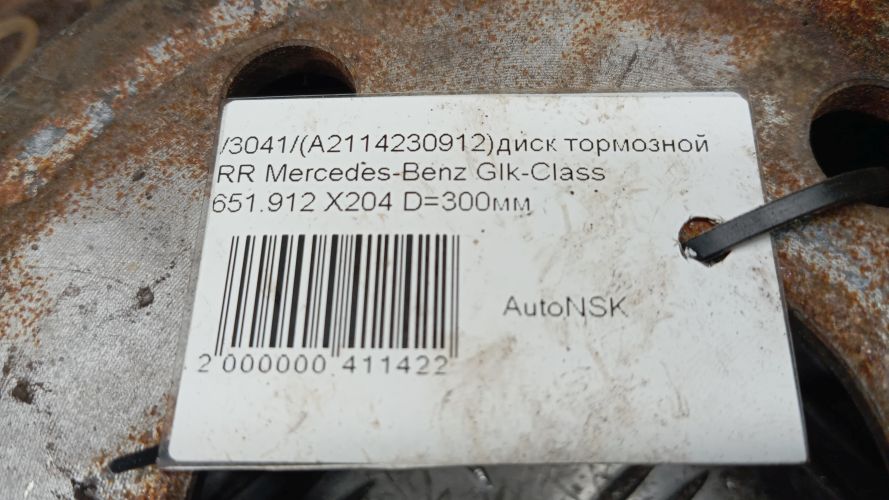 /3041/(A2114230912)диск тормозной
RR Mercedes-Benz Glk-Class
651.912 X204 D=300мм
AutoNSK
2 000000 411422